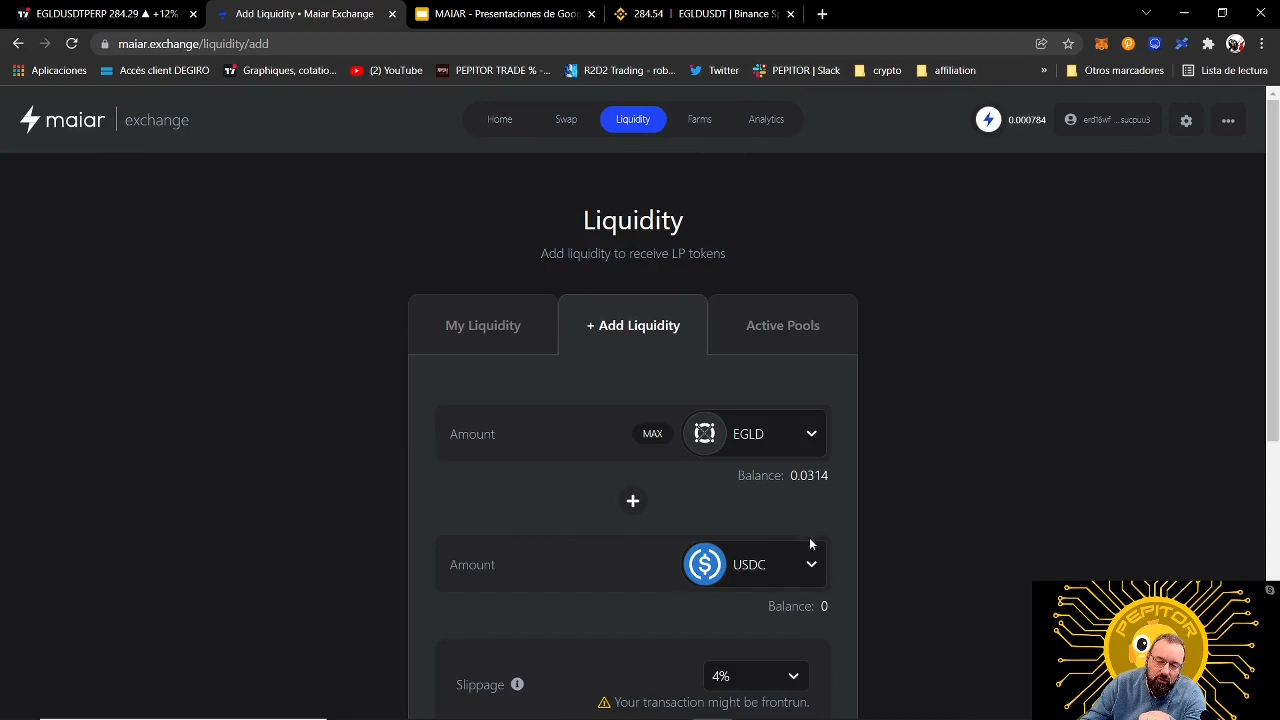 EGLDUSDTPERP 284.29 ▲ +12%
Add Liquidity • Maiar Exchange
MAIAR - Presentaciones de Goo
284.54 | EGLDUSDT | Binance Sp
maiar.exchange/liquidity/add
Aplicaciones
Accés client DEGIRO
Graphiques, cotatio...
(2) YouTube
PEPITOR TRADE %-...
R2D2 Trading - rob...
Twitter
PEPITOR | Slack
crypto
affiliation
»
Otros marcadores
Lista de lectura
maiar | exchange
Home
Swap
Liquidity
Farms
Analytics
0.000784
erd16wf ...sucpuu3
Liquidity
Add liquidity to receive LP tokens
My Liquidity
+ Add Liquidity
Active Pools
Amount
MAX
EGLD
Balance: 0.0314
+
Amount
USDC
Balance: 0
Slippage
4%
Your transaction might be frontrun.
PEPITOR